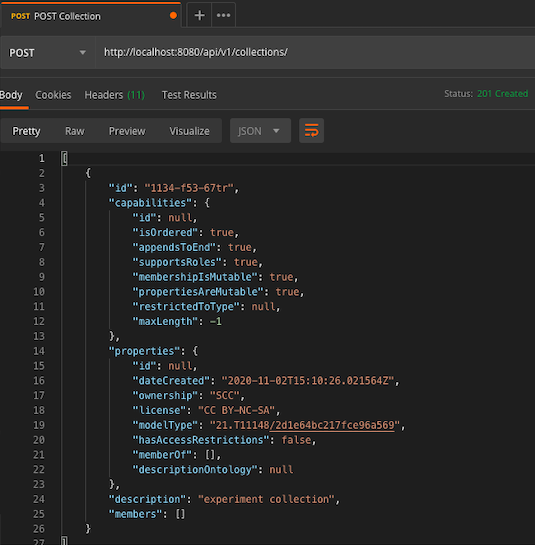 POST POST Collection + •••
POST http://localhost:8080/api/v1/collections/
Body Cookies Headers (11) Test Results Status: 201 Created
Pretty Raw Preview Visualize JSON
1 [
2 {
3 "id": "1134-f53-67tr",
4 "capabilities": {
5 "id": null,
6 "isOrdered": true,
7 "appendsToEnd": true,
8 "supportsRoles": true,
9 "membershipIsMutable": true,
10 "propertiesAreMutable": true,
11 "restrictedToType": null,
12 "maxLength": -1
13 },
14 "properties": {
15 "id": null,
16 "dateCreated": "2020-11-02T15:10:26.021564Z",
17 "ownership": "SCC",
18 "license": "CC BY-NC-SA",
19 "modelType": "21.T11148/2d1e64bc217fce96a569",
20 "hasAccessRestrictions": false,
21 "memberOf": [],
22 "descriptionOntology": null
23 },
24 "description": "experiment collection",
25 "members": []
26 }
27 ]